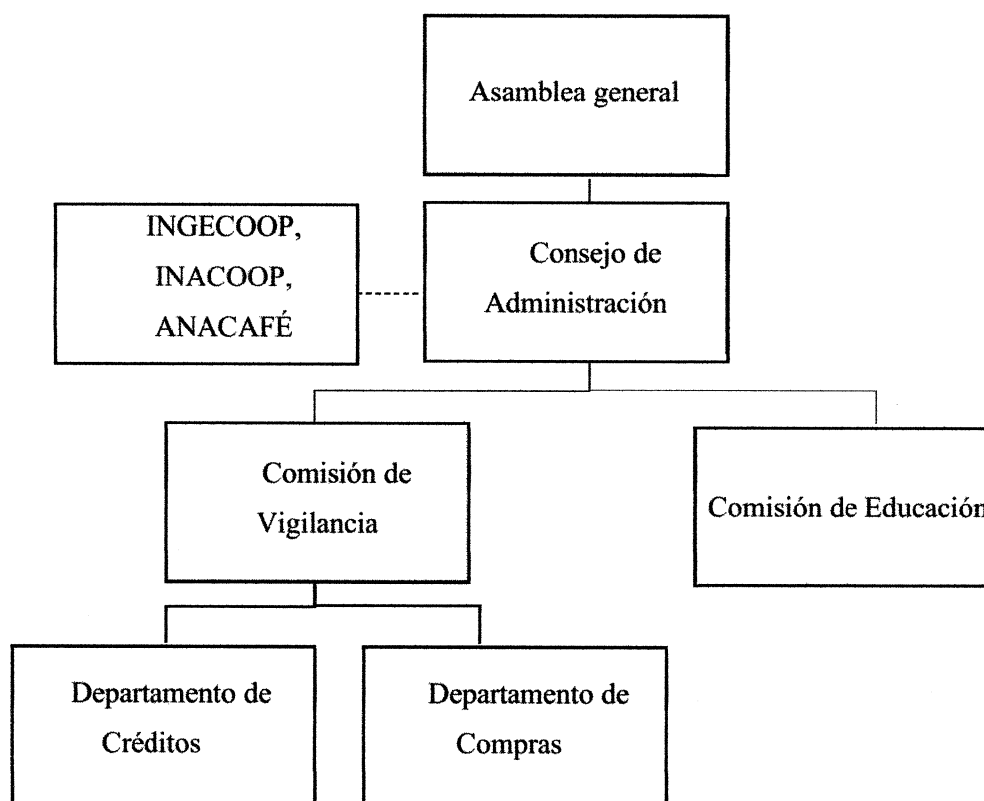 Asamblea general
INGECOOP,
INACOOP,
ANACAFÉ
Consejo de
Administración
Comisión de
Vigilancia
Comisión de Educación
Departamento de
Créditos
Departamento de
Compras